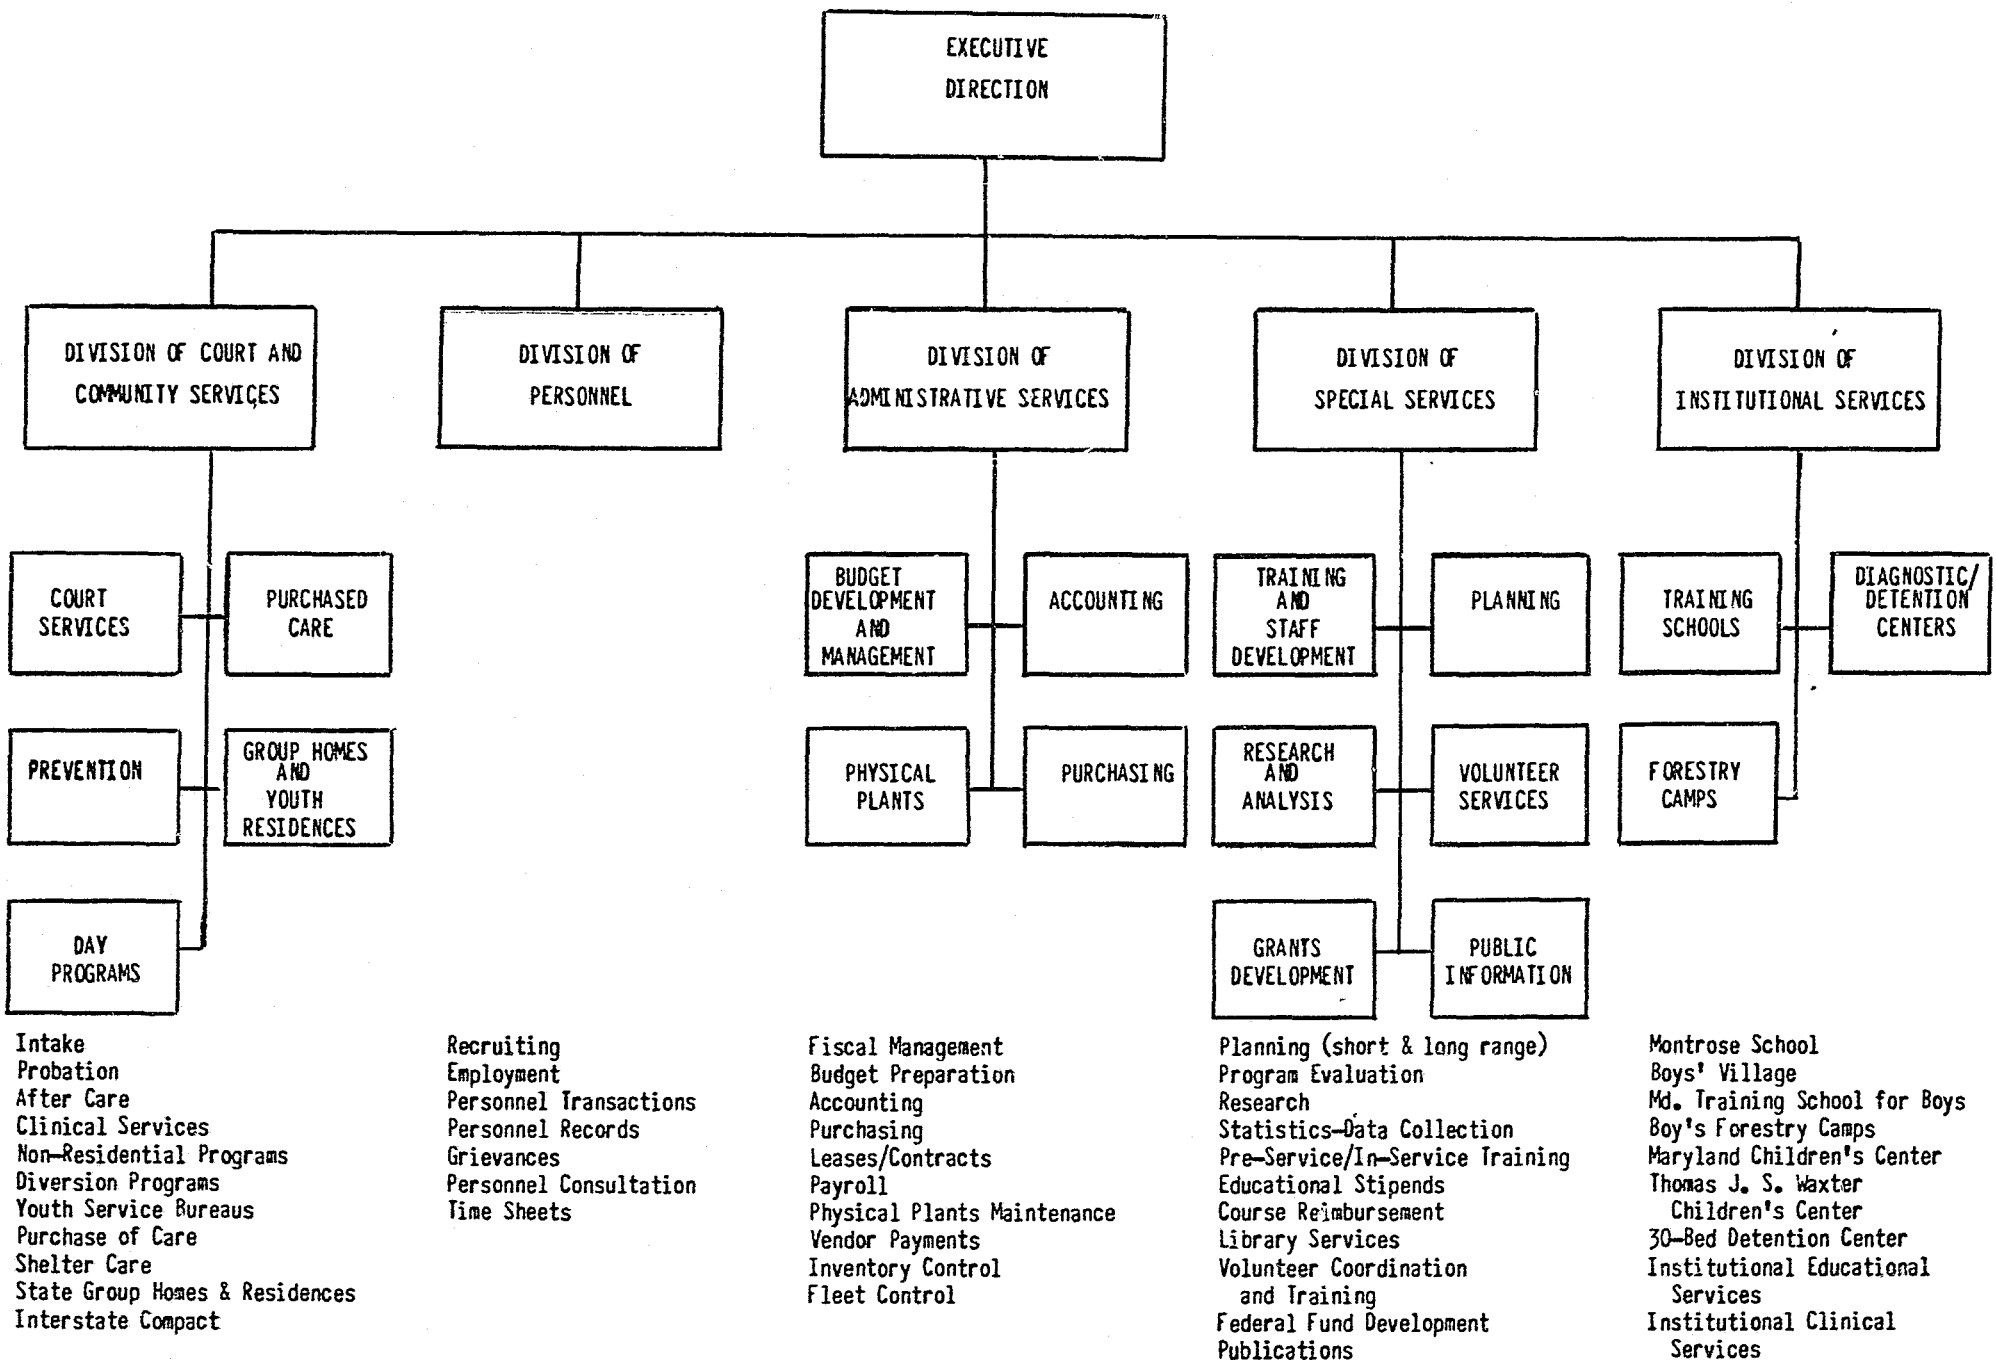 EXECUTIVE
DIRECTION
DIVISION OF COURT AND
COMMUNITY SERVICES
DIVISION OF
PERSONNEL
DIVISION OF
ADMINISTRATIVE SERVICES
DIVISION OF
SPECIAL SERVICES
DIVISION OF
INSTITUTIONAL SERVICES
COURT
SERVICES
PURCHASED
CARE
PREVENTION
GROUP HOMES
AND
YOUTH
RESIDENCES
DAY
PROGRAMS
BUDGET
DEVELOPMENT
AND
MANAGEMENT
ACCOUNTING
PHYSICAL
PLANTS
PURCHASING
TRAINING
AND
STAFF
DEVELOPMENT
PLANNING
RESEARCH
AND
ANALYSIS
VOLUNTEER
SERVICES
GRANTS
DEVELOPMENT
PUBLIC
INFORMATION
TRAINING
SCHOOLS
DIAGNOSTIC/
DETENTION
CENTERS
FORESTRY
CAMPS
Intake
Probation
After Care
Clinical Services
Non-Residential Programs
Diversion Programs
Youth Service Bureaus
Purchase of Care
Shelter Care
State Group Homes & Residences
Interstate Compact
Recruiting
Employment
Personnel Transactions
Personnel Records
Grievances
Personnel Consultation
Time Sheets
Fiscal Management
Budget Preparation
Accounting
Purchasing
Leases/Contracts
Payroll
Physical Plants Maintenance
Vendor Payments
Inventory Control
Fleet Control
Planning (short & long range)
Program Evaluation
Research
Statistics-Data Collection
Pre-Service/In-Service Training
Educational Stipends
Course Reimbursement
Library Services
Volunteer Coordination
and Training
Federal Fund Development
Publications
Montrose School
Boys' Village
Md. Training School for Boys
Boy's Forestry Camps
Maryland Children's Center
Thomas J. S. Waxter
Children's Center
30-Bed Detention Center
Institutional Educational
Services
Institutional Clinical
Services